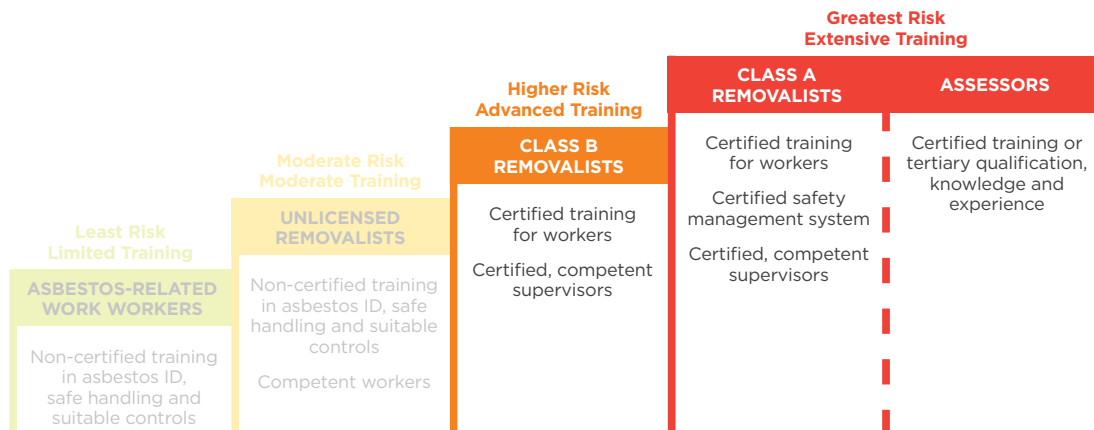 Least Risk
Limited Training
ASBESTOS-RELATED
WORK WORKERS
Non-certified training
in asbestos ID,
safe handling and
suitable controls
Moderate Risk
Moderate Training
UNLICENSED
REMOVALISTS
Non-certified training
in asbestos ID, safe
handling and suitable
controls
Competent workers
Higher Risk
Advanced Training
CLASS B
REMOVALISTS
Certified training
for workers
Certified, competent
supervisors
Greatest Risk
Extensive Training
CLASS A
REMOVALISTS
Certified training
for workers
Certified safety
management system
Certified, competent
supervisors
ASSESSORS
Certified training or
tertiary qualification,
knowledge and
experience